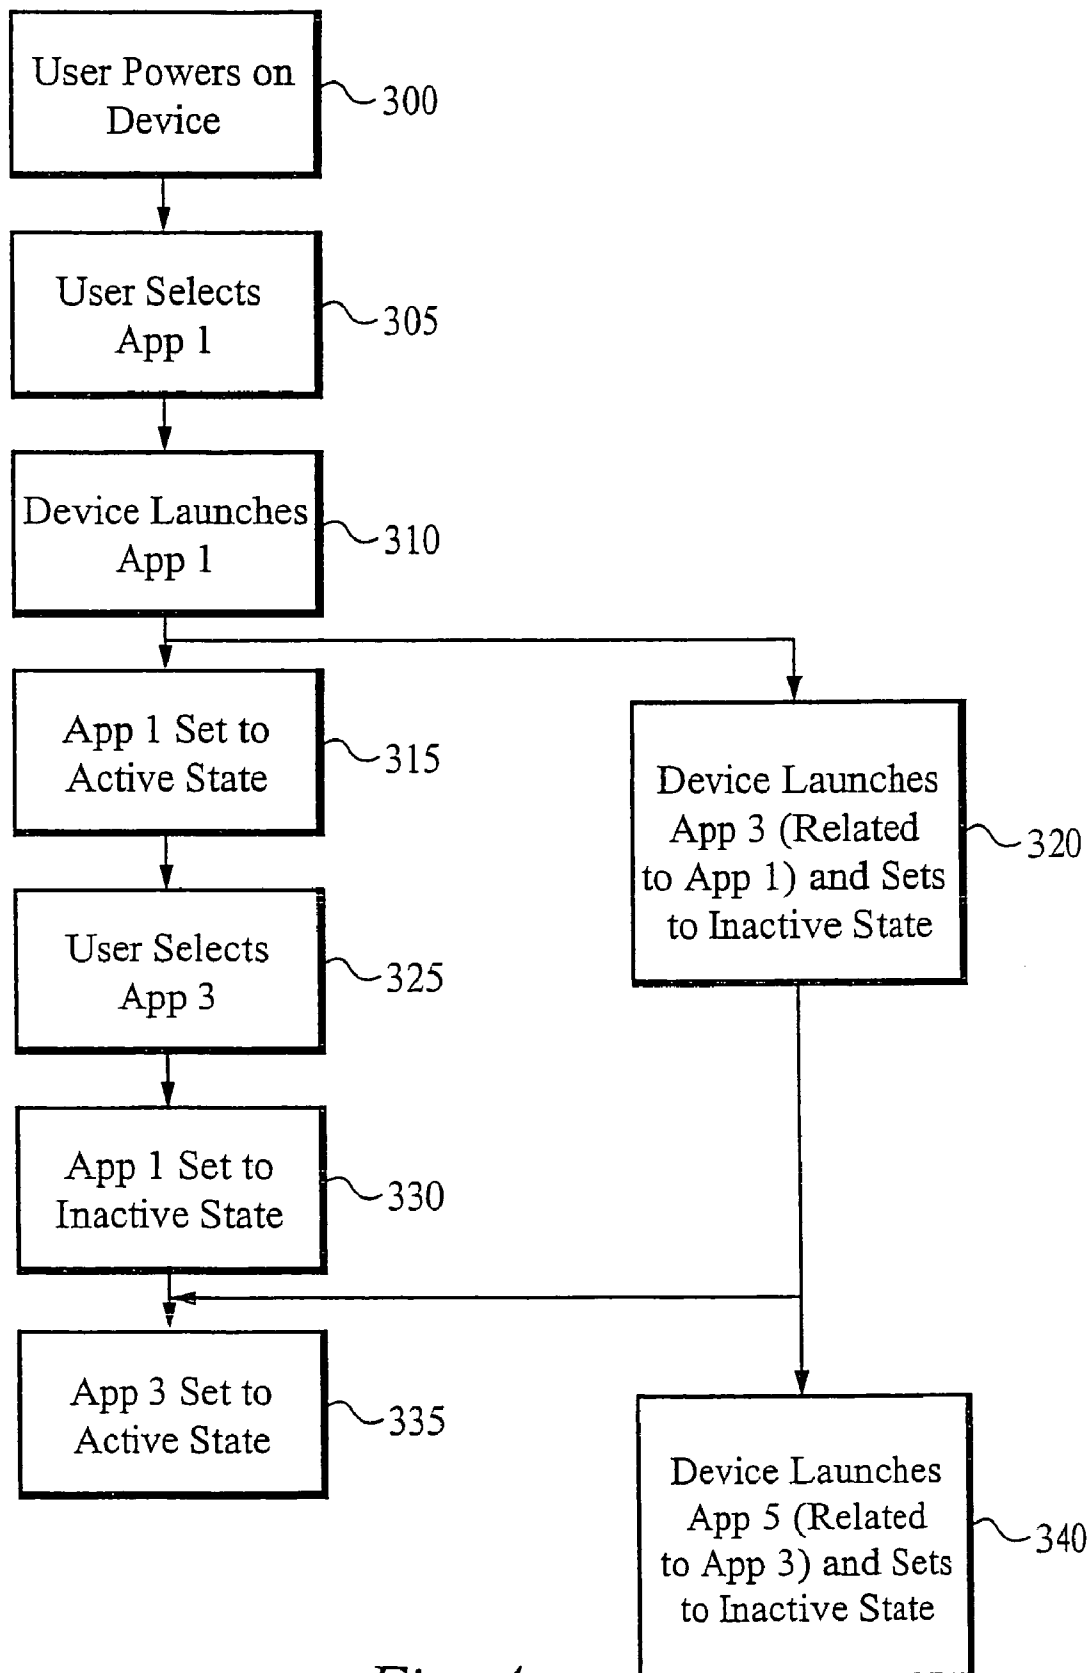 User Powers on
Device
300
User Selects
App 1
305
Device Launches
App 1
310
App 1 Set to
Active State
315
Device Launches
App 3 (Related
to App 1) and Sets
to Inactive State
320
User Selects
App 3
325
App 1 Set to
Inactive State
330
App 3 Set to
Active State
335
Device Launches
App 5 (Related
to App 3) and Sets
to Inactive State
340